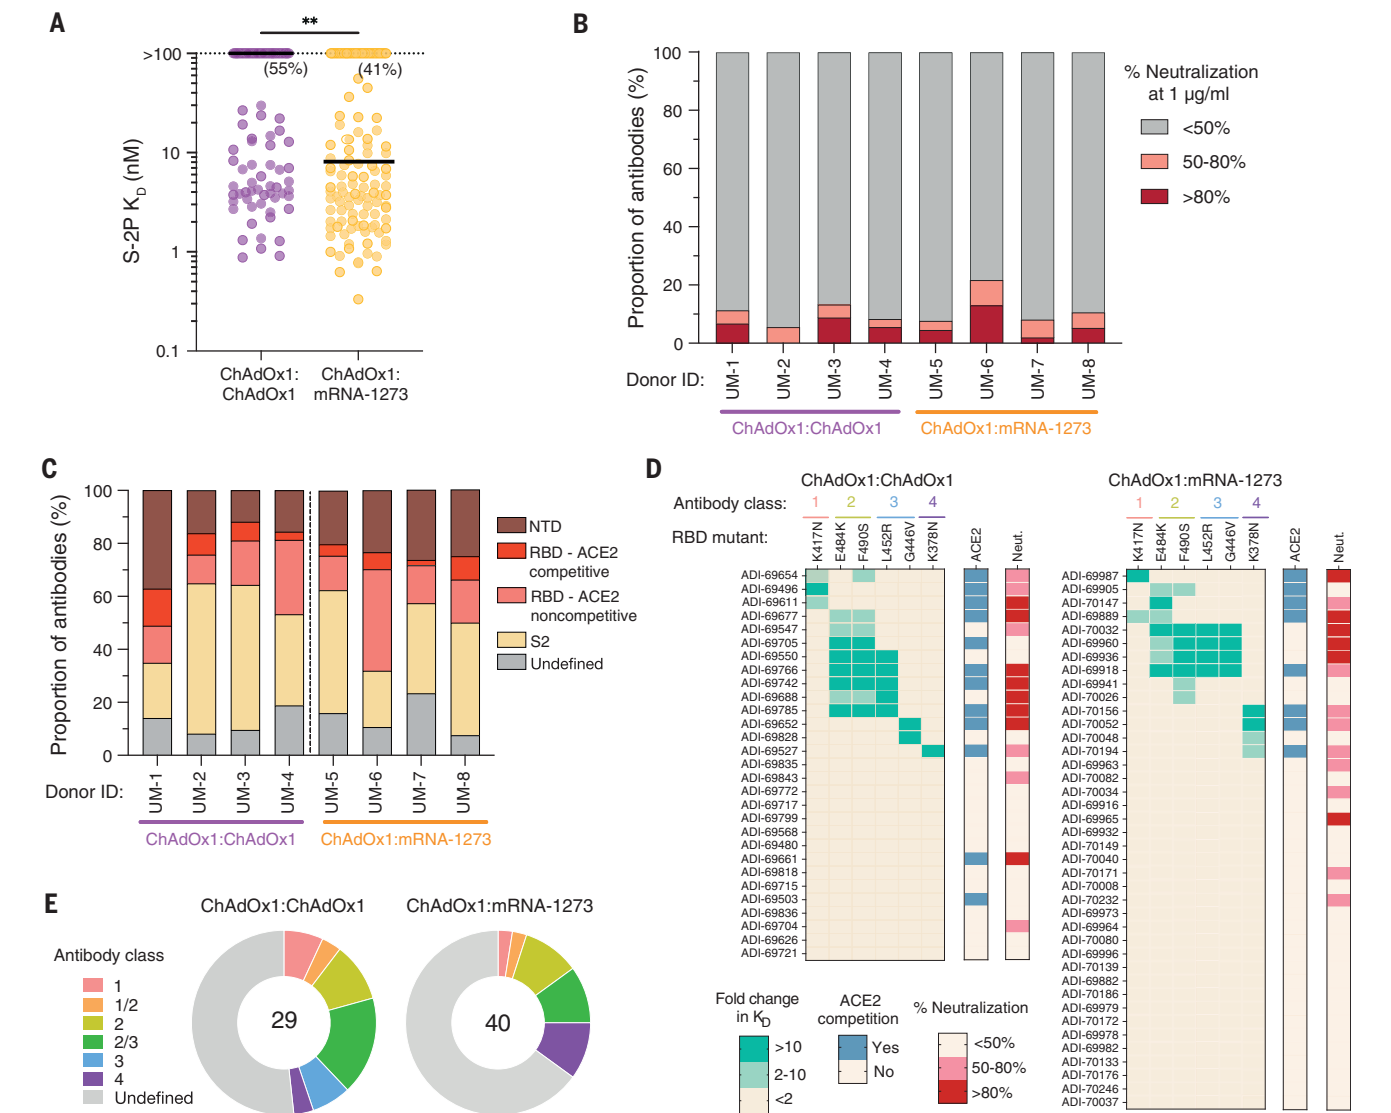 A
**
>100
(55%)
(41%)
10
1
0.1
S-2P KD (nM)
ChAdOx1:
ChAdOx1
ChAdOx1:
mRNA-1273
B
100
80
60
40
20
0
Proportion of antibodies (%)
% Neutralization
at 1 µg/ml
<50%
50-80%
>80%
Donor ID:
UM-1
UM-2
UM-3
UM-4
UM-5
UM-6
UM-7
UM-8
ChAdOx1:ChAdOx1
ChAdOx1:mRNA-1273
C
100
80
60
40
20
0
Proportion of antibodies (%)
NTD
RBD - ACE2
competitive
RBD - ACE2
noncompetitive
S2
Undefined
Donor ID:
UM-1
UM-2
UM-3
UM-4
UM-5
UM-6
UM-7
UM-8
ChAdOx1:ChAdOx1
ChAdOx1:mRNA-1273
D
ChAdOx1:ChAdOx1
Antibody class:
1 2 3 4
RBD mutant:
K417N
E484K
F490S
L452R
G446V
K378N
ACE2
Neut.
ADI-69654
ADI-69496
ADI-69611
ADI-69677
ADI-69547
ADI-69705
ADI-69550
ADI-69766
ADI-69742
ADI-69688
ADI-69785
ADI-69652
ADI-69828
ADI-69527
ADI-69835
ADI-69843
ADI-69772
ADI-69717
ADI-69799
ADI-69568
ADI-69480
ADI-69661
ADI-69818
ADI-69715
ADI-69503
ADI-69836
ADI-69704
ADI-69626
ADI-69721
ChAdOx1:mRNA-1273
1 2 3 4
K417N
E484K
F490S
L452R
G446V
K378N
ACE2
Neut.
ADI-69987
ADI-69905
ADI-70147
ADI-69889
ADI-70032
ADI-69960
ADI-69936
ADI-69918
ADI-69941
ADI-70026
ADI-70156
ADI-70052
ADI-70048
ADI-70194
ADI-69963
ADI-70082
ADI-70034
ADI-69916
ADI-69965
ADI-69932
ADI-70149
ADI-70040
ADI-70171
ADI-70008
ADI-70232
ADI-69973
ADI-69964
ADI-70080
ADI-69996
ADI-70139
ADI-69882
ADI-70186
ADI-69979
ADI-70172
ADI-69978
ADI-69982
ADI-70133
ADI-70176
ADI-70246
ADI-70037
Fold change
in KD
>10
2-10
<2
ACE2
competition
Yes
No
% Neutralization
<50%
50-80%
>80%
E
ChAdOx1:ChAdOx1
ChAdOx1:mRNA-1273
Antibody class
1
1/2
2
2/3
3
4
Undefined
29
40